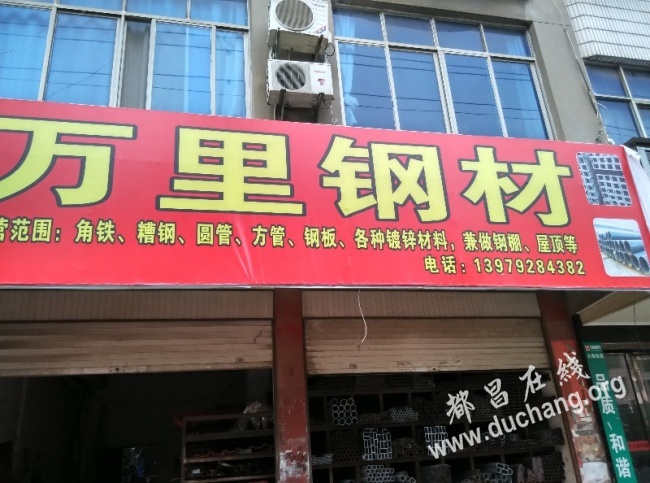 万里钢材
营范围：角铁、糟钢、圆管、方管、钢板、各种镀锌材料，兼做钢棚、屋顶等
电话：13979284382
品质·和谐
都昌在线
www.duchang.org